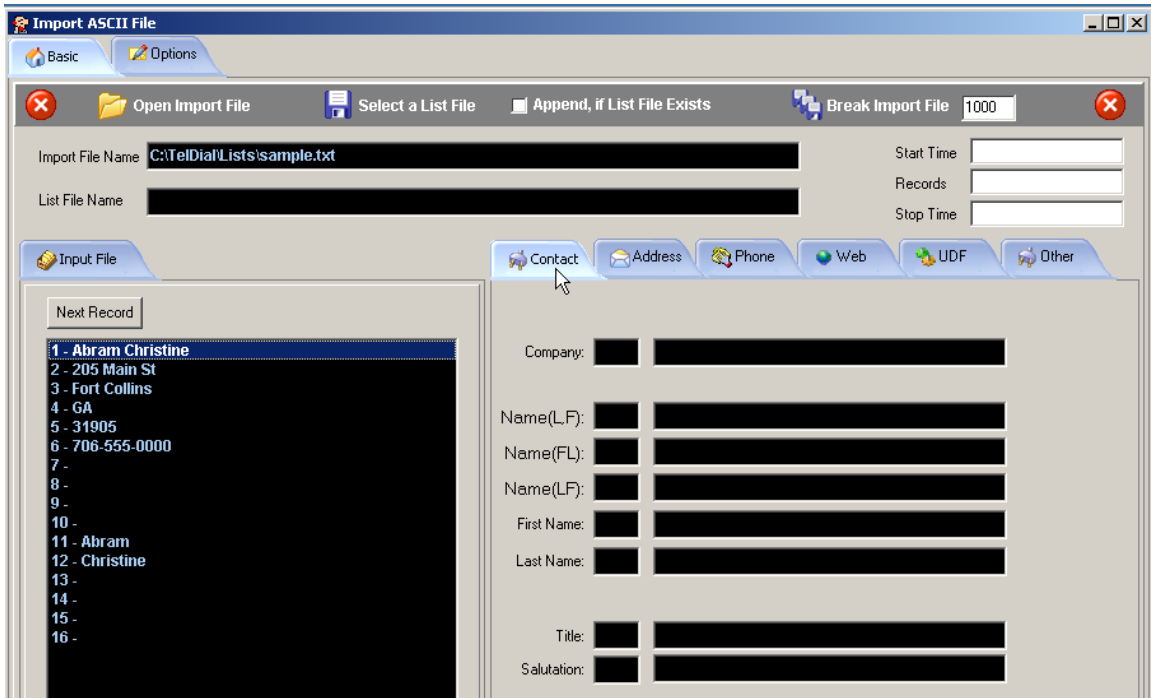 Import ASCII File
Basic Options
Open Import File Select a List File Append, if List File Exists Break Import File 1000
Import File Name C:\TelDial\Lists\sample.txt Start Time
Records
List File Name
Stop Time
Input File Contact Address Phone Web UDF Other
Next Record
1 - Abram Christine
2 - 205 Main St
3 - Fort Collins
4 - GA
5 - 31905
6 - 706-555-0000
7 -
8 -
9 -
10 -
11 - Abram
12 - Christine
13 -
14 -
15 -
16 -
Company:
Name(L,F):
Name(FL):
Name(LF):
First Name:
Last Name:
Title:
Salutation: